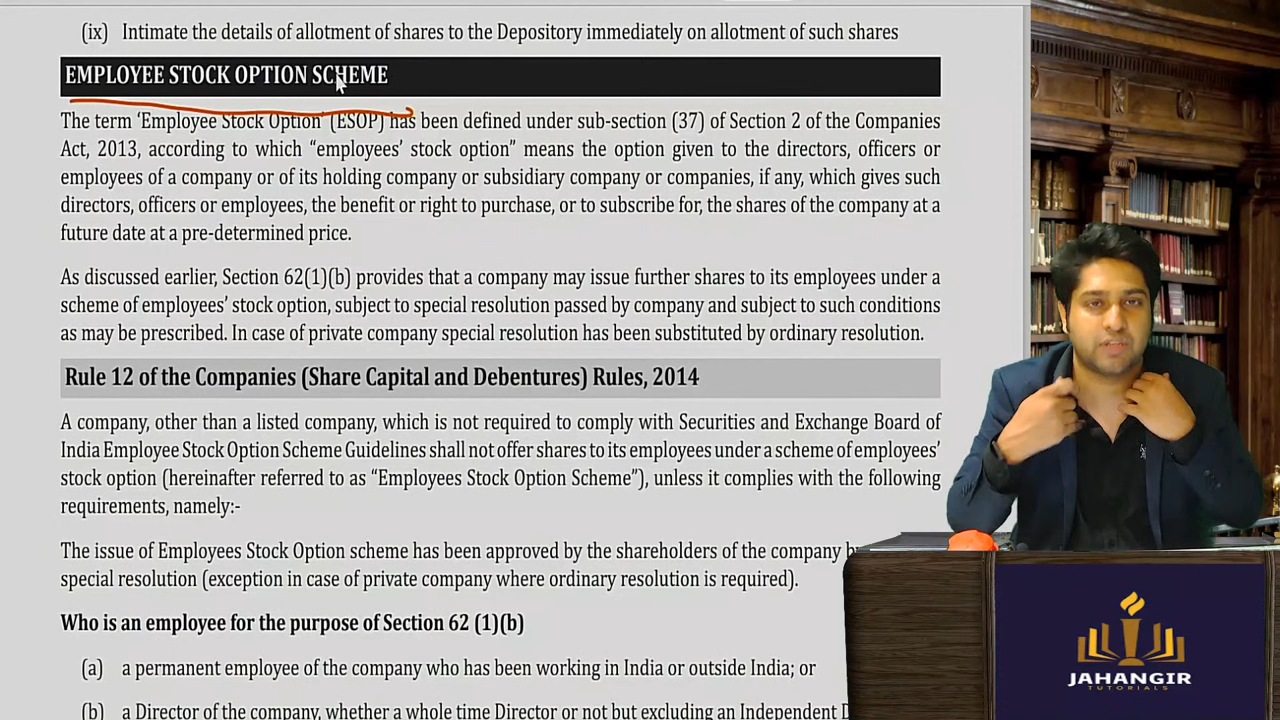 (ix) Intimate the details of allotment of shares to the Depository immediately on allotment of such shares
EMPLOYEE STOCK OPTION SCHEME
The term ‘Employee Stock Option’ (ESOP) has been defined under sub-section (37) of Section 2 of the Companies
Act, 2013, according to which “employees’ stock option” means the option given to the directors, officers or
employees of a company or of its holding company or subsidiary company or companies, if any, which gives such
directors, officers or employees, the benefit or right to purchase, or to subscribe for, the shares of the company at a
future date at a pre-determined price.
As discussed earlier, Section 62(1)(b) provides that a company may issue further shares to its employees under a
scheme of employees’ stock option, subject to special resolution passed by company and subject to such conditions
as may be prescribed. In case of private company special resolution has been substituted by ordinary resolution.
Rule 12 of the Companies (Share Capital and Debentures) Rules, 2014
A company, other than a listed company, which is not required to comply with Securities and Exchange Board of
India Employee Stock Option Scheme Guidelines shall not offer shares to its employees under a scheme of employees’
stock option (hereinafter referred to as “Employees Stock Option Scheme”), unless it complies with the following
requirements, namely:-
The issue of Employees Stock Option scheme has been approved by the shareholders of the company
special resolution (exception in case of private company where ordinary resolution is required).
Who is an employee for the purpose of Section 62 (1)(b)
(a) a permanent employee of the company who has been working in India or outside India; or
(b) a Director of the company, whether a whole time Director or not but excluding an Independent
JAHANGIR
TUTORIALS